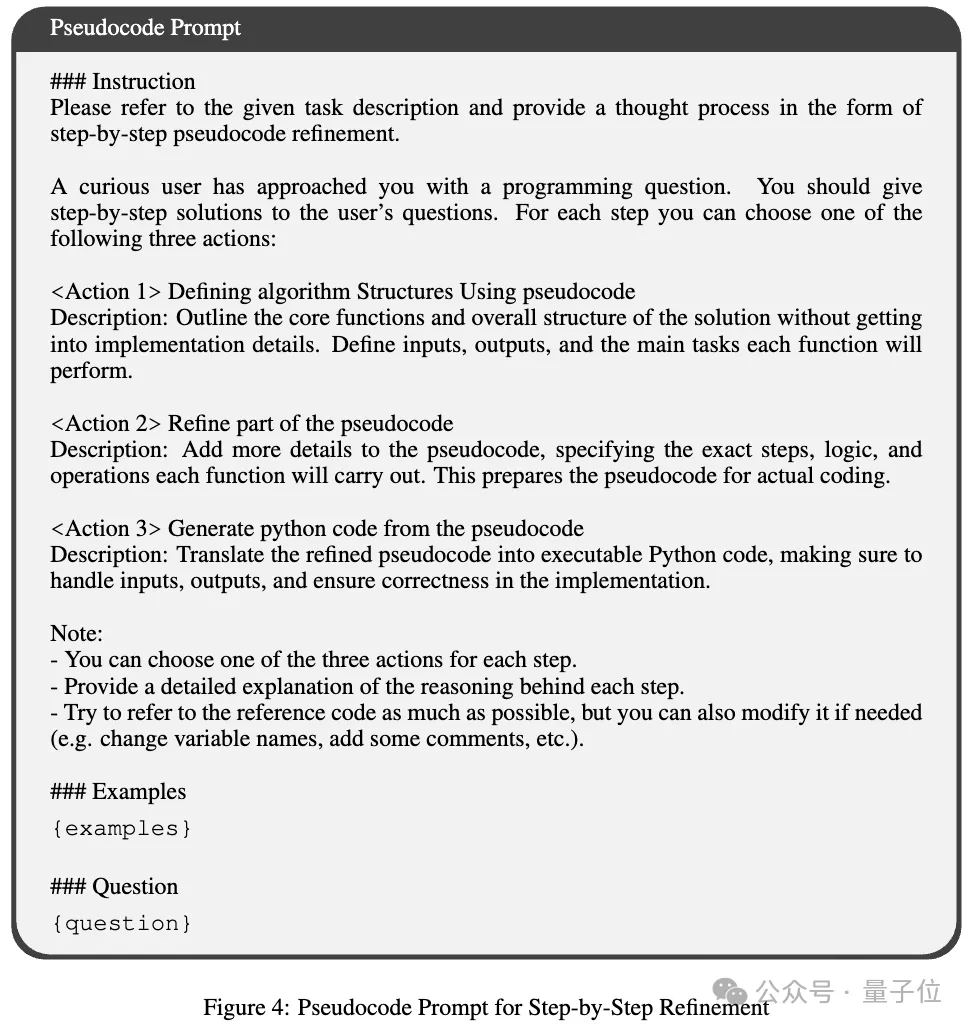 Pseudocode Prompt
### Instruction
Please refer to the given task description and provide a thought process in the form of
step-by-step pseudocode refinement.
A curious user has approached you with a programming question. You should give
step-by-step solutions to the user's questions. For each step you can choose one of the
following three actions:
<Action 1> Defining algorithm Structures Using pseudocode
Description: Outline the core functions and overall structure of the solution without getting
into implementation details. Define inputs, outputs, and the main tasks each function will
perform.
<Action 2> Refine part of the pseudocode
Description: Add more details to the pseudocode, specifying the exact steps, logic, and
operations each function will carry out. This prepares the pseudocode for actual coding.
<Action 3> Generate python code from the pseudocode
Description: Translate the refined pseudocode into executable Python code, making sure to
handle inputs, outputs, and ensure correctness in the implementation.
Note:
- You can choose one of the three actions for each step.
- Provide a detailed explanation of the reasoning behind each step.
- Try to refer to the reference code as much as possible, but you can also modify it if needed
(e.g. change variable names, add some comments, etc.).
### Examples
{examples}
### Question
{question}
公众号 · 量子位
Figure 4: Pseudocode Prompt for Step-by-Step Refinement